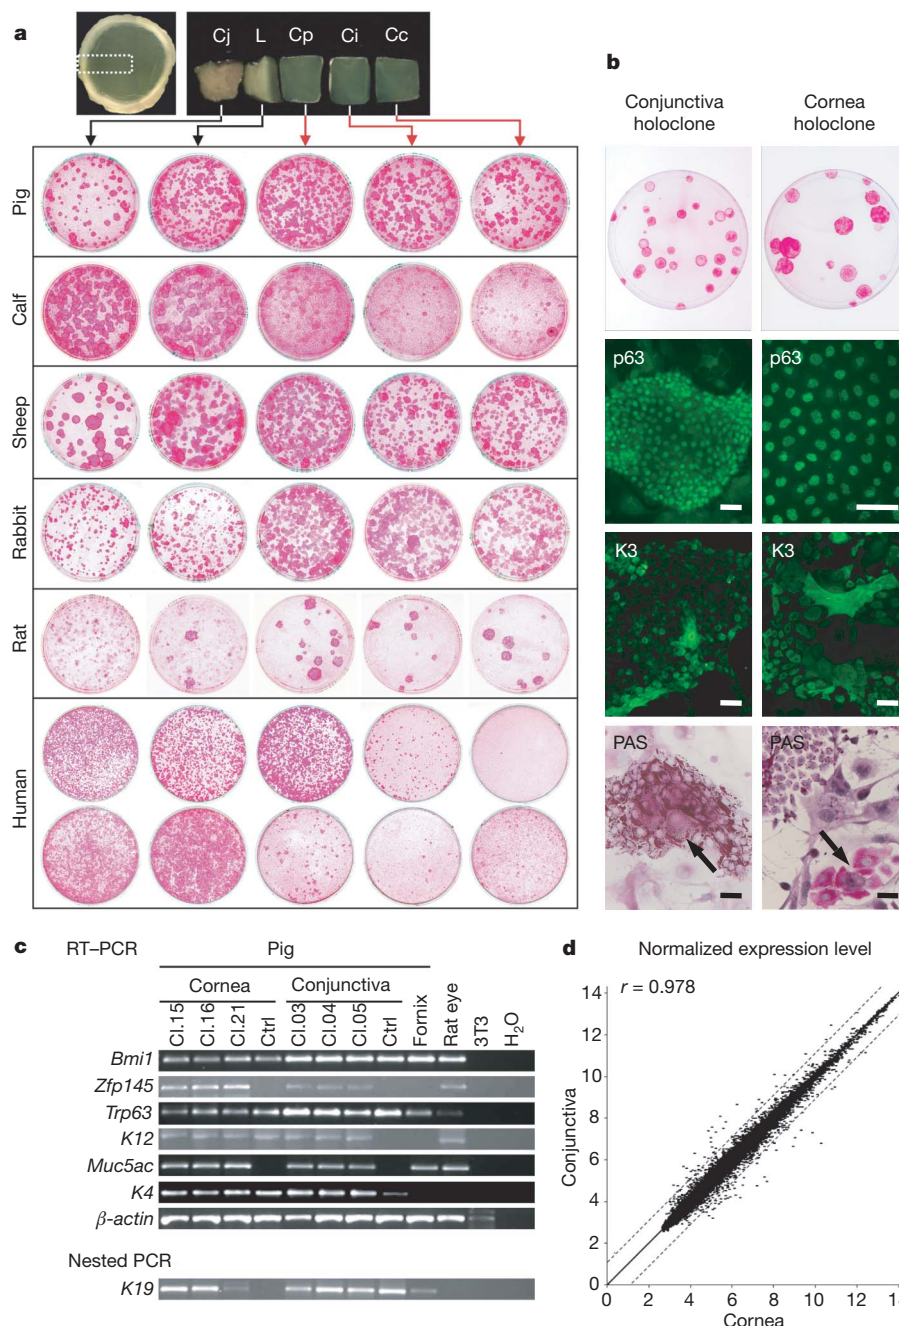 a
Cj L Cp Ci Cc
Pig
Calf
Sheep
Rabbit
Rat
Human
b
Conjunctiva holoclone
Cornea holoclone
p63 p63
K3 K3
PAS PAS
c RT–PCR
Pig
Cornea Conjunctiva
Cl.15 Cl.16 Cl.21 Ctrl Cl.03 Cl.04 Cl.05 Ctrl Fornix Rat eye 3T3 H₂O
Bmi1
Zfp145
Trp63
K12
Muc5ac
K4
β-actin
Nested PCR
K19
d Normalized expression level
r = 0.978
Conjunctiva
14
12
10
8
6
4
2
0
0 2 4 6 8 10 12 14
Cornea